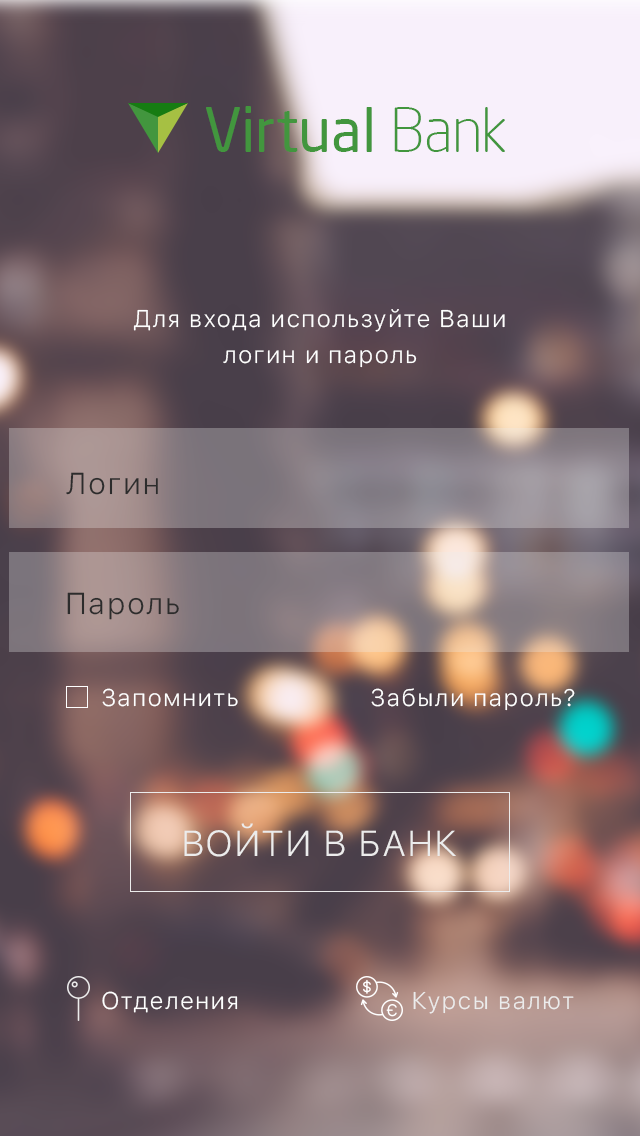 Virtual Bank
Для входа используйте Ваши
логин и пароль
Логин
Пароль
Запомнить
Забыли пароль?
ВОЙТИ В БАНК
Отделения
$ € Курсы валют